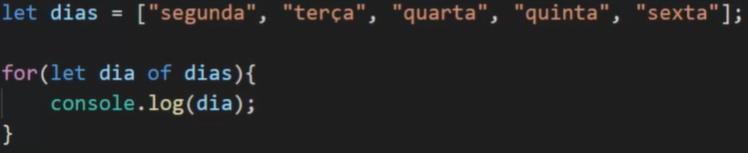 let dias = ["segunda", "terça", "quarta", "quinta", "sexta"];
for(let dia of dias){
    console.log(dia);
}